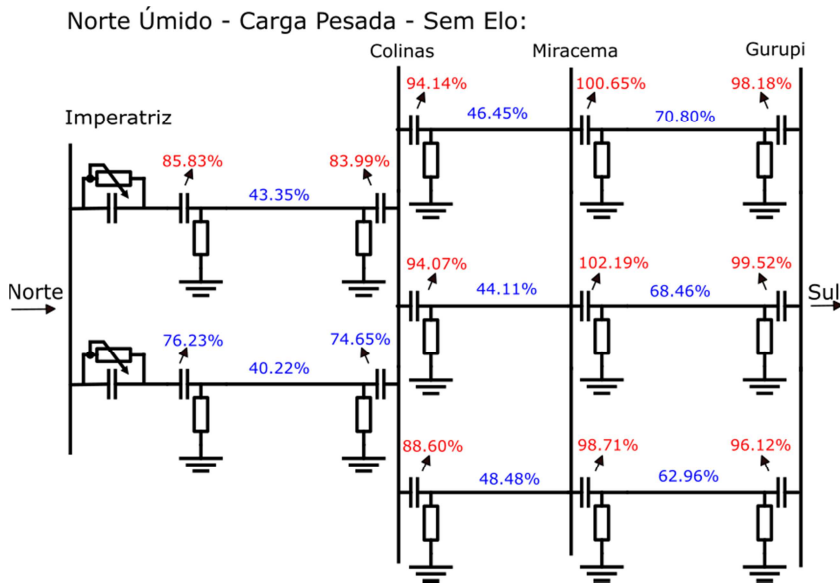 Norte Úmido - Carga Pesada - Sem Elo:
Colinas Miracema Gurupi
94.14% 100.65% 98.18%
46.45% 70.80%
Imperatriz
85.83% 83.99%
43.35%
94.07% 102.19% 99.52%
Norte 44.11% 68.46% Sul
76.23% 74.65%
40.22%
88.60% 98.71% 96.12%
48.48% 62.96%